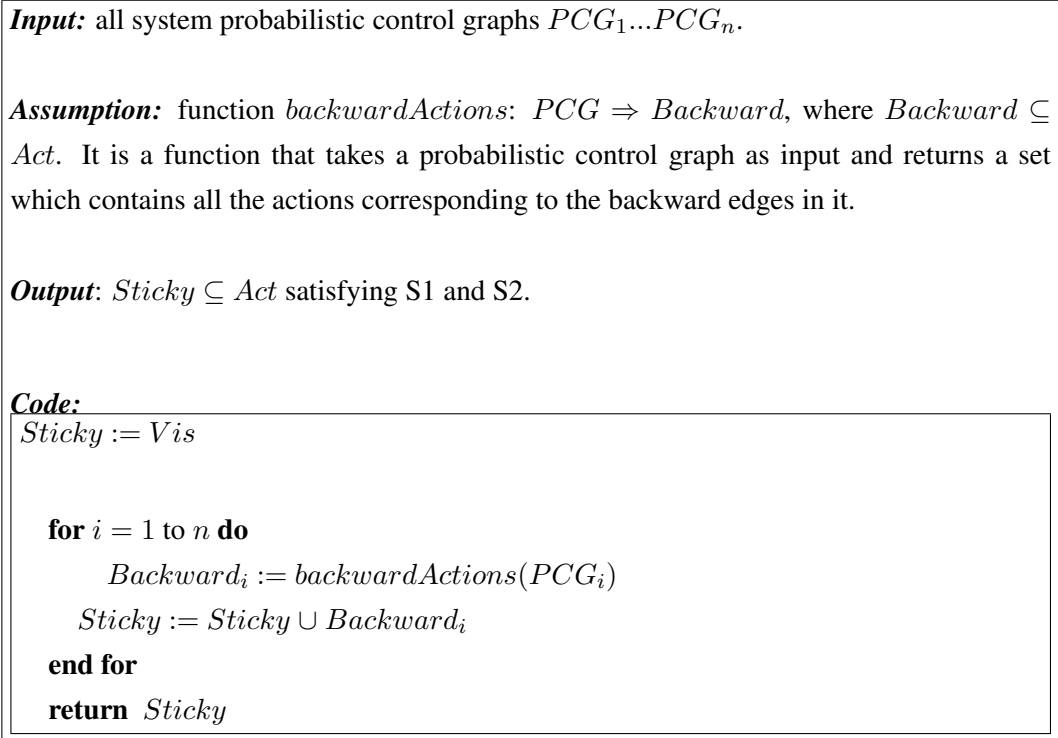 Input: all system probabilistic control graphs PCG₁...PCGₙ.
Assumption: function backwardActions: PCG ⇒ Backward, where Backward ⊆
Act. It is a function that takes a probabilistic control graph as input and returns a set
which contains all the actions corresponding to the backward edges in it.
Output: Sticky ⊆ Act satisfying S1 and S2.
Code:
Sticky := Vis
for i = 1 to n do
Backwardᵢ := backwardActions(PCGᵢ)
Sticky := Sticky ∪ Backwardᵢ
end for
return Sticky